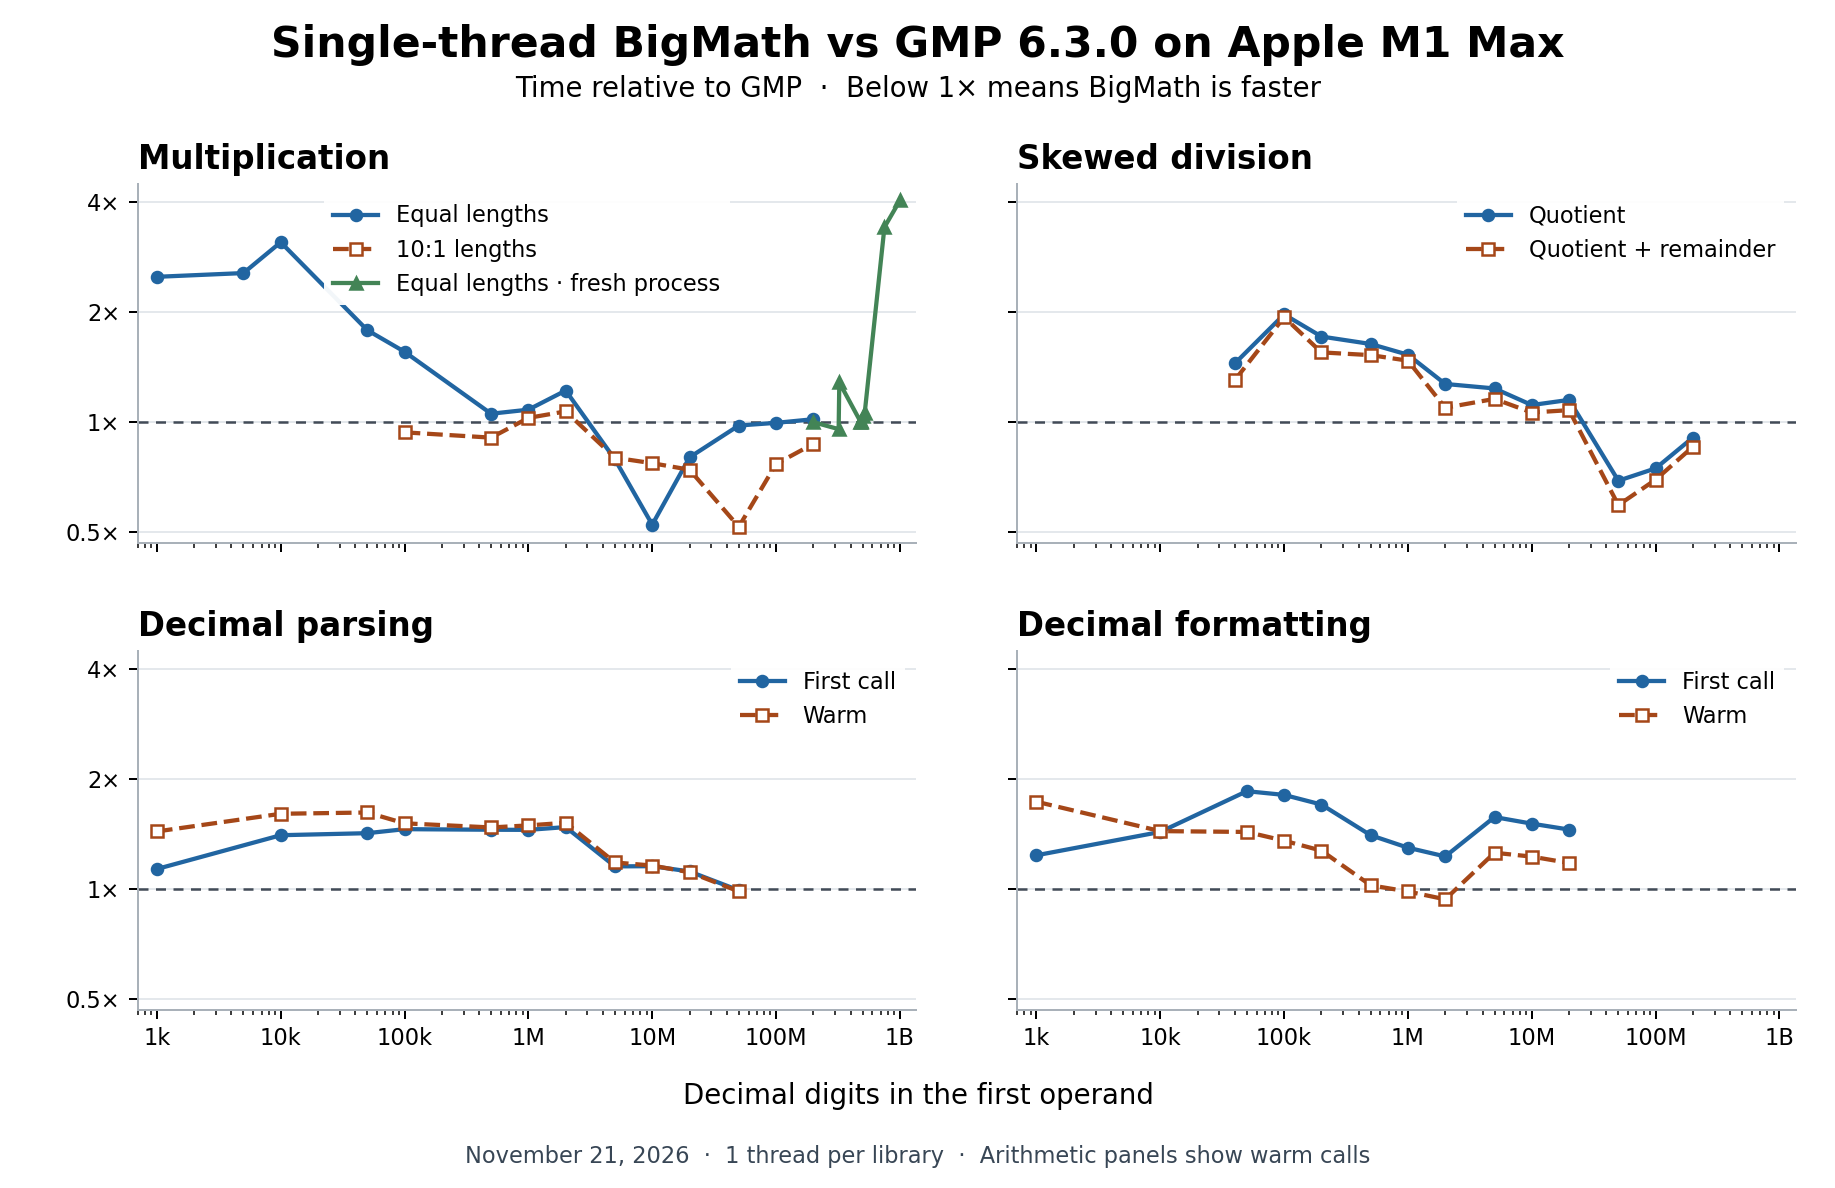 Single-thread BigMath vs GMP 6.3.0 on Apple M1 Max
Time relative to GMP · Below 1× means BigMath is faster
Multiplication
4×
2×
1×
0.5×
Equal lengths
10:1 lengths
Equal lengths · fresh process
Skewed division
Quotient
Quotient + remainder
Decimal parsing
4×
2×
1×
0.5×
First call
Warm
1k 10k 100k 1M 10M 100M 1B
Decimal formatting
First call
Warm
1k 10k 100k 1M 10M 100M 1B
Decimal digits in the first operand
November 21, 2026 · 1 thread per library · Arithmetic panels show warm calls